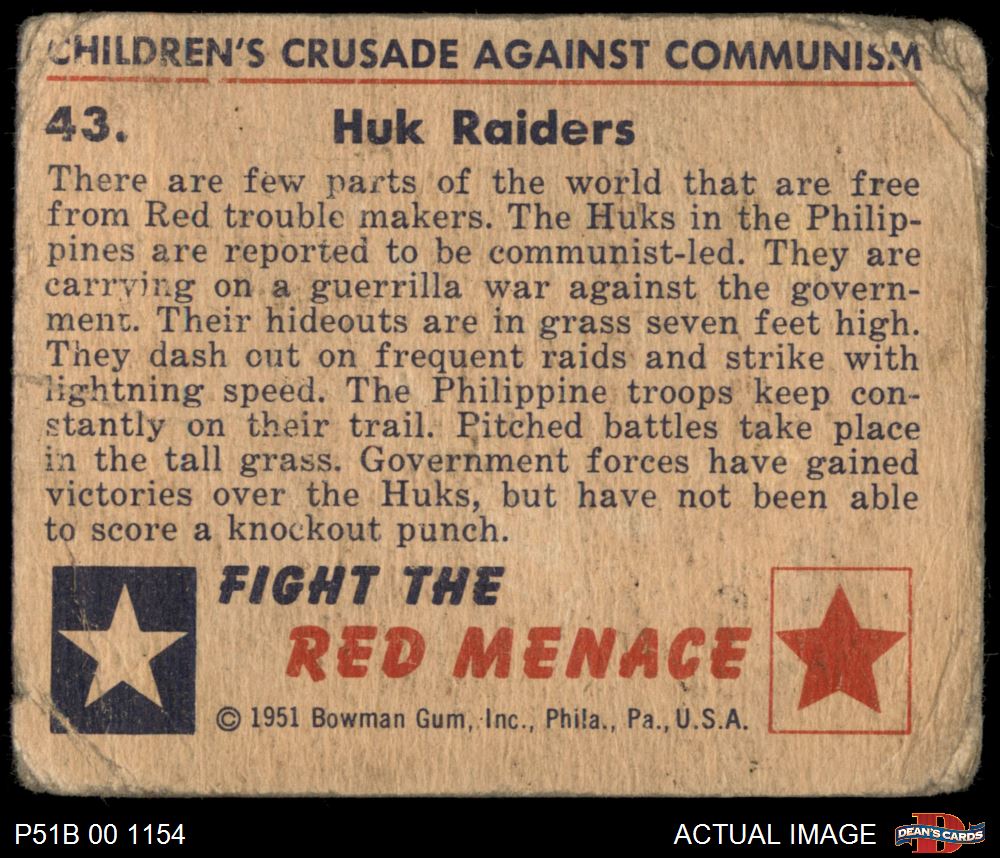 CHILDREN'S CRUSADE AGAINST COMMUNISM
43. Huk Raiders
There are few parts of the world that are free
from Red trouble makers. The Huks in the Philip-
pines are reported to be communist-led. They are
carrying on a guerrilla war against the govern-
ment. Their hideouts are in grass seven feet high.
They dash out on frequent raids and strike with
lightning speed. The Philippine troops keep con-
stantly on their trail. Pitched battles take place
in the tall grass. Government forces have gained
victories over the Huks, but have not been able
to score a knockout punch.
FIGHT THE
RED MENACE
© 1951 Bowman Gum, Inc., Phila., Pa., U.S.A.
P51B 00 1154
ACTUAL IMAGE
D
DEAN'S CARDS